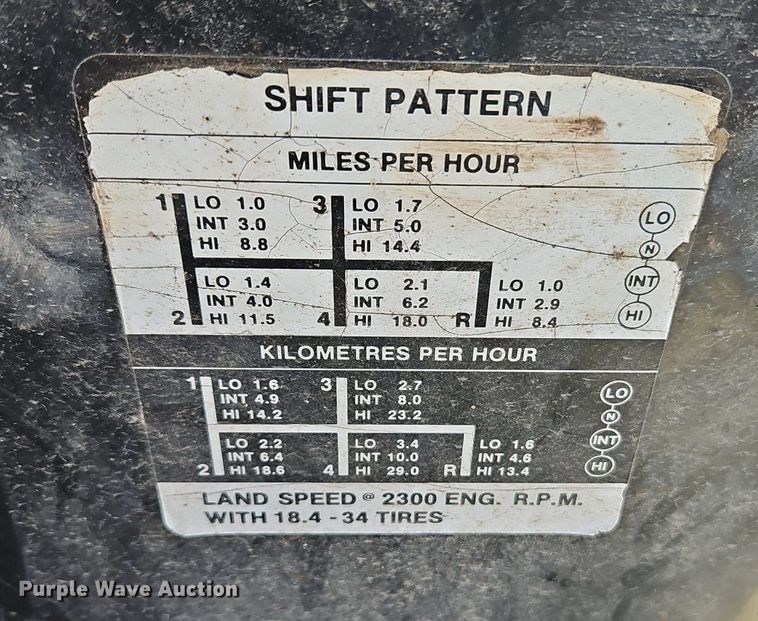 SHIFT PATTERN
MILES PER HOUR
1 LO 1.0 3 LO 1.7 LO
INT 3.0 INT 5.0 N
HI 8.8 HI 14.4
LO 1.4 LO 2.1 LO 1.0 INT
INT 4.0 INT 6.2 INT 2.9
2 HI 11.5 4 HI 18.0 R HI 8.4 HI
KILOMETRES PER HOUR
1 LO 1.6 3 LO 2.7 LO
INT 4.9 INT 8.0 N
HI 14.2 HI 23.2
LO 2.2 LO 3.4 LO 1.6 INT
INT 6.4 INT 10.0 INT 4.6
2 HI 18.6 4 HI 29.0 R HI 13.4 HI
LAND SPEED @ 2300 ENG. R.P.M.
WITH 18.4 - 34 TIRES
Purple Wave Auction